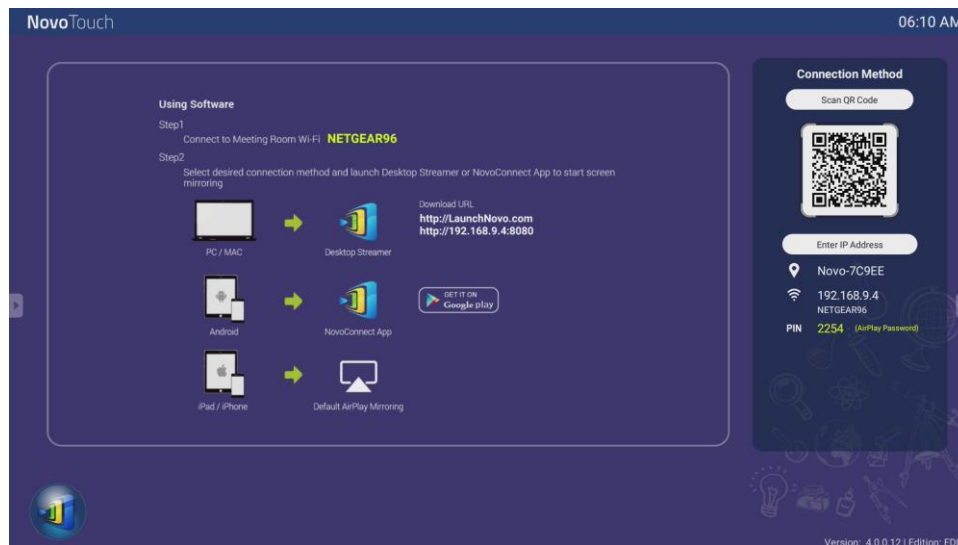 NovoTouch
06:10 AM
Using Software
Step1
Connect to Meeting Room Wi-Fi NETGEAR96
Step2
Select desired connection method and launch Desktop Streamer or NovoConnect App to start screen
mirroring
PC / MAC
Desktop Streamer
Download URL
http://LaunchNovo.com
http://192.168.9.4:8080
Android
NovoConnect App
GET IT ON
Google play
iPad / iPhone
Default AirPlay Mirroring
Connection Method
Scan QR Code
Enter IP Address
Novo-7C9EE
192.168.9.4
NETGEAR96
PIN 2254 (AirPlay Password)
Version: 4.0.0.12 | Edition: EDU